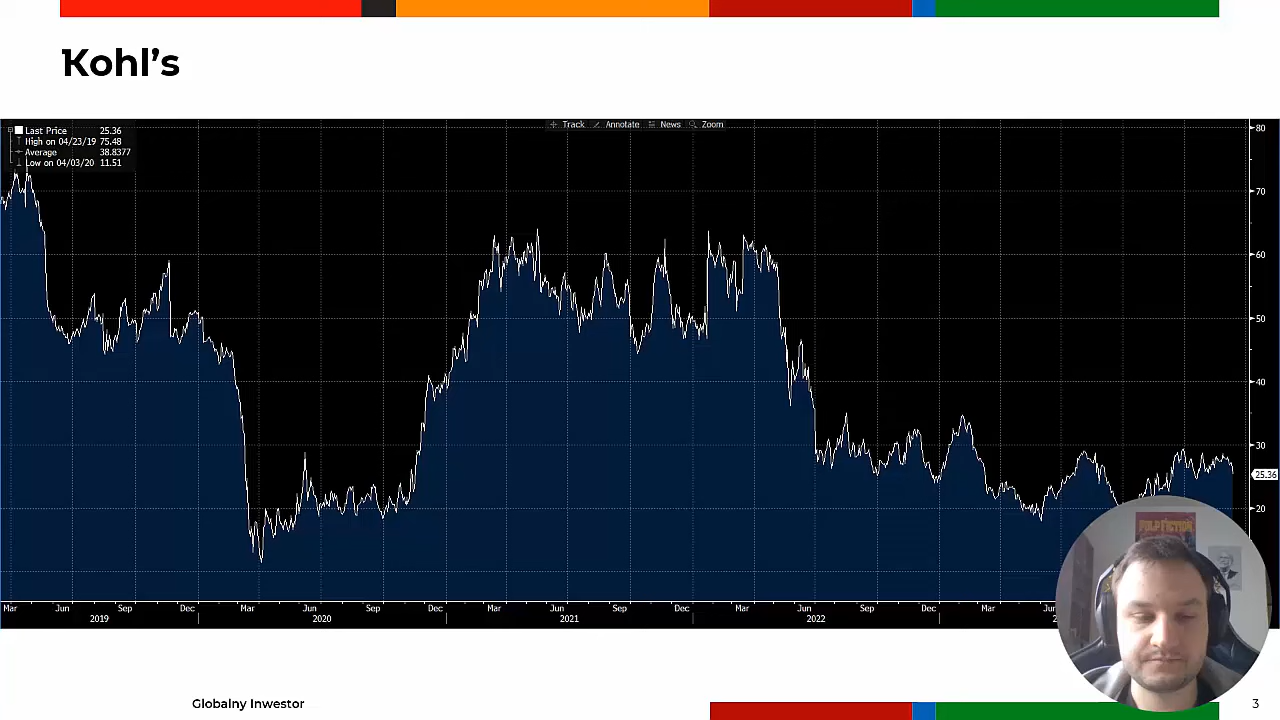 Kohl's
Last Price 25.36
High on 04/23/19 75.48
Average 38.8377
Low on 04/03/20 11.51
Track Annotate News Zoom
80
70
60
50
40
30
25.36
20
PULP FICTION
Mar Jun Sep Dec Mar Jun Sep Dec Mar Jun Sep Dec Mar Jun Sep Dec Mar
2019 2020 2021 2022
Globalny Inwestor
3